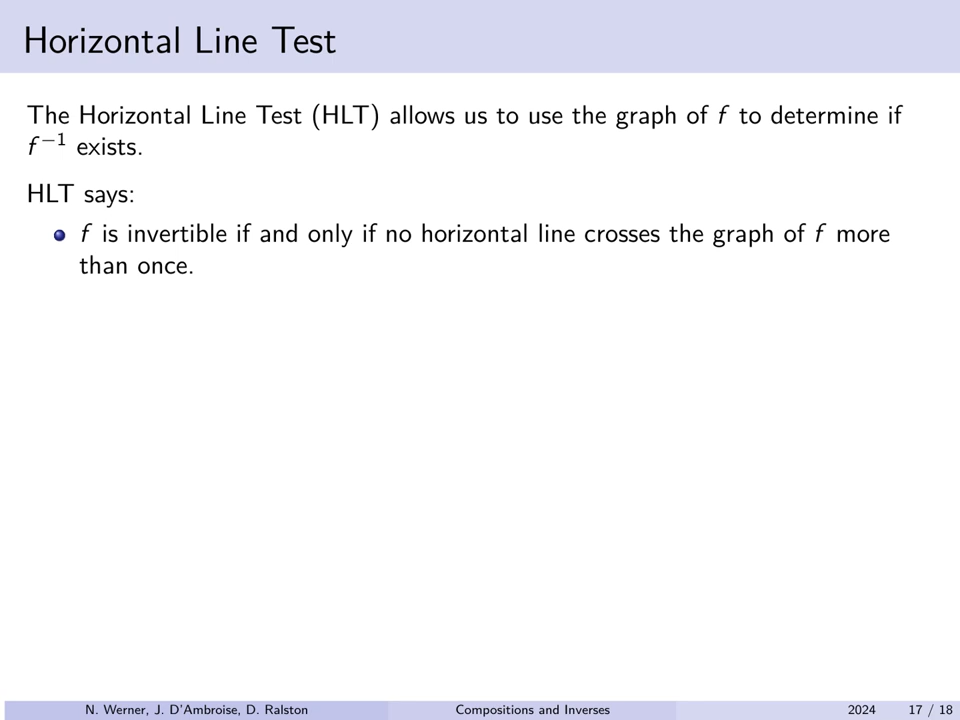 Horizontal Line Test
The Horizontal Line Test (HLT) allows us to use the graph of f to determine if
f⁻¹ exists.
HLT says:
f is invertible if and only if no horizontal line crosses the graph of f more
than once.
N. Werner, J. D'Ambroise, D. Ralston Compositions and Inverses 2024 17 / 18